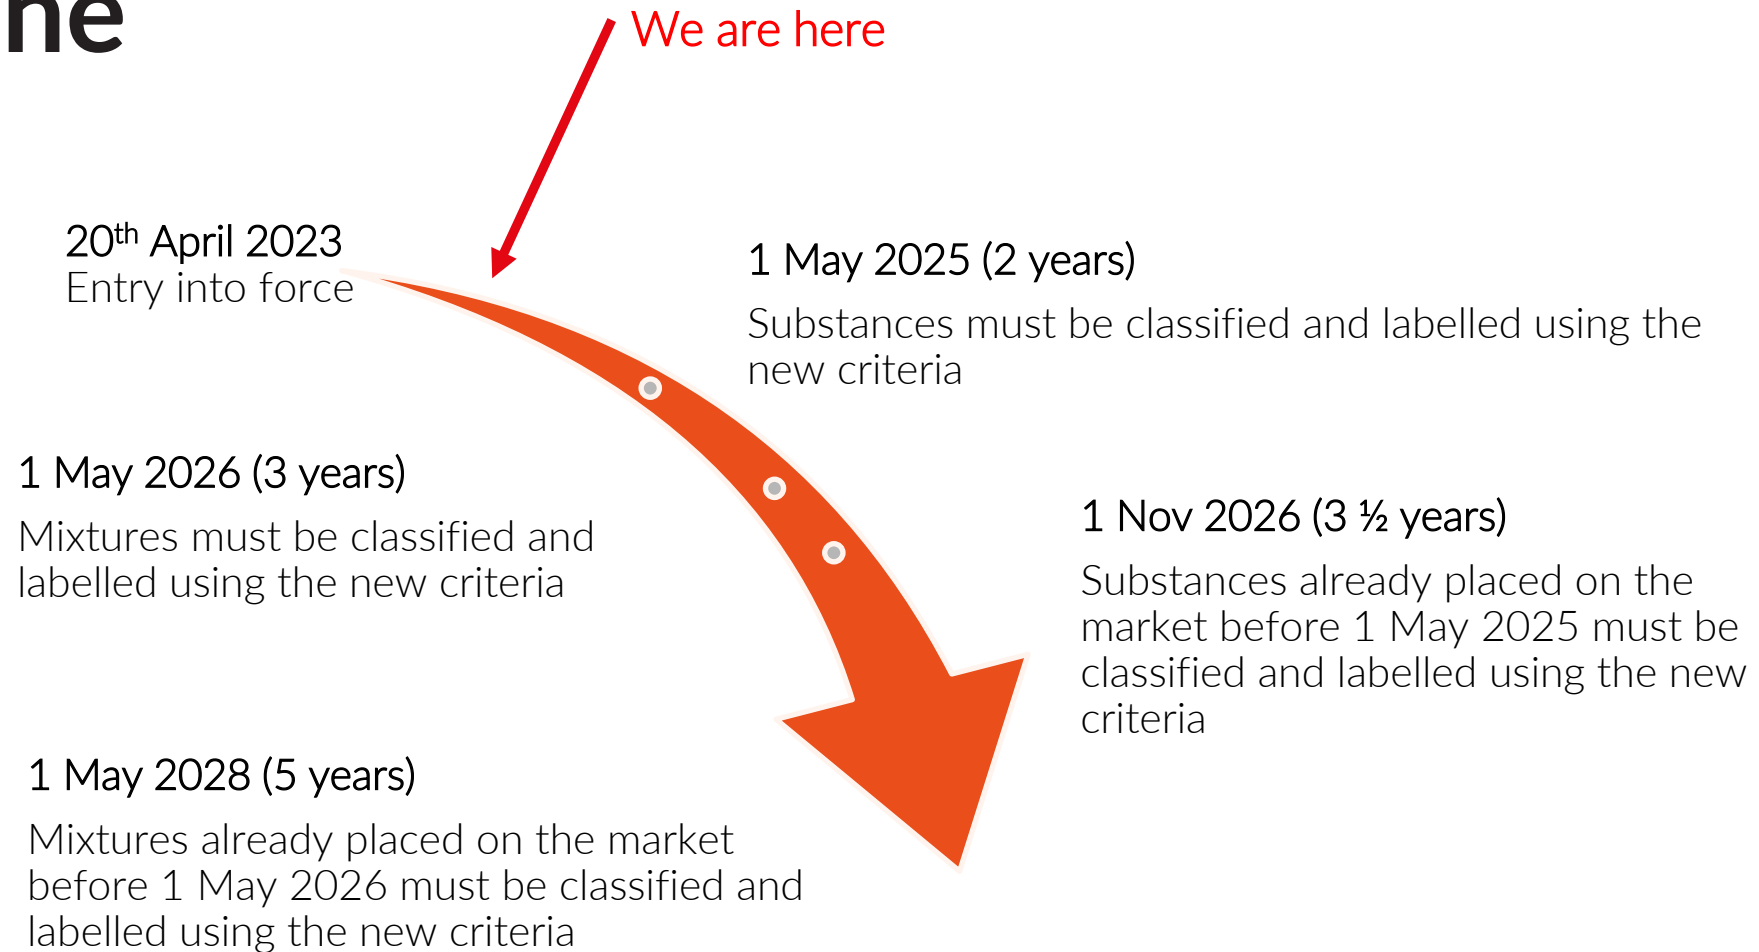 ne
We are here
20th April 2023
Entry into force
1 May 2025 (2 years)
Substances must be classified and labelled using the
new criteria
1 May 2026 (3 years)
Mixtures must be classified and
labelled using the new criteria
1 Nov 2026 (3 ½ years)
Substances already placed on the
market before 1 May 2025 must be
classified and labelled using the new
criteria
1 May 2028 (5 years)
Mixtures already placed on the market
before 1 May 2026 must be classified and
labelled using the new criteria